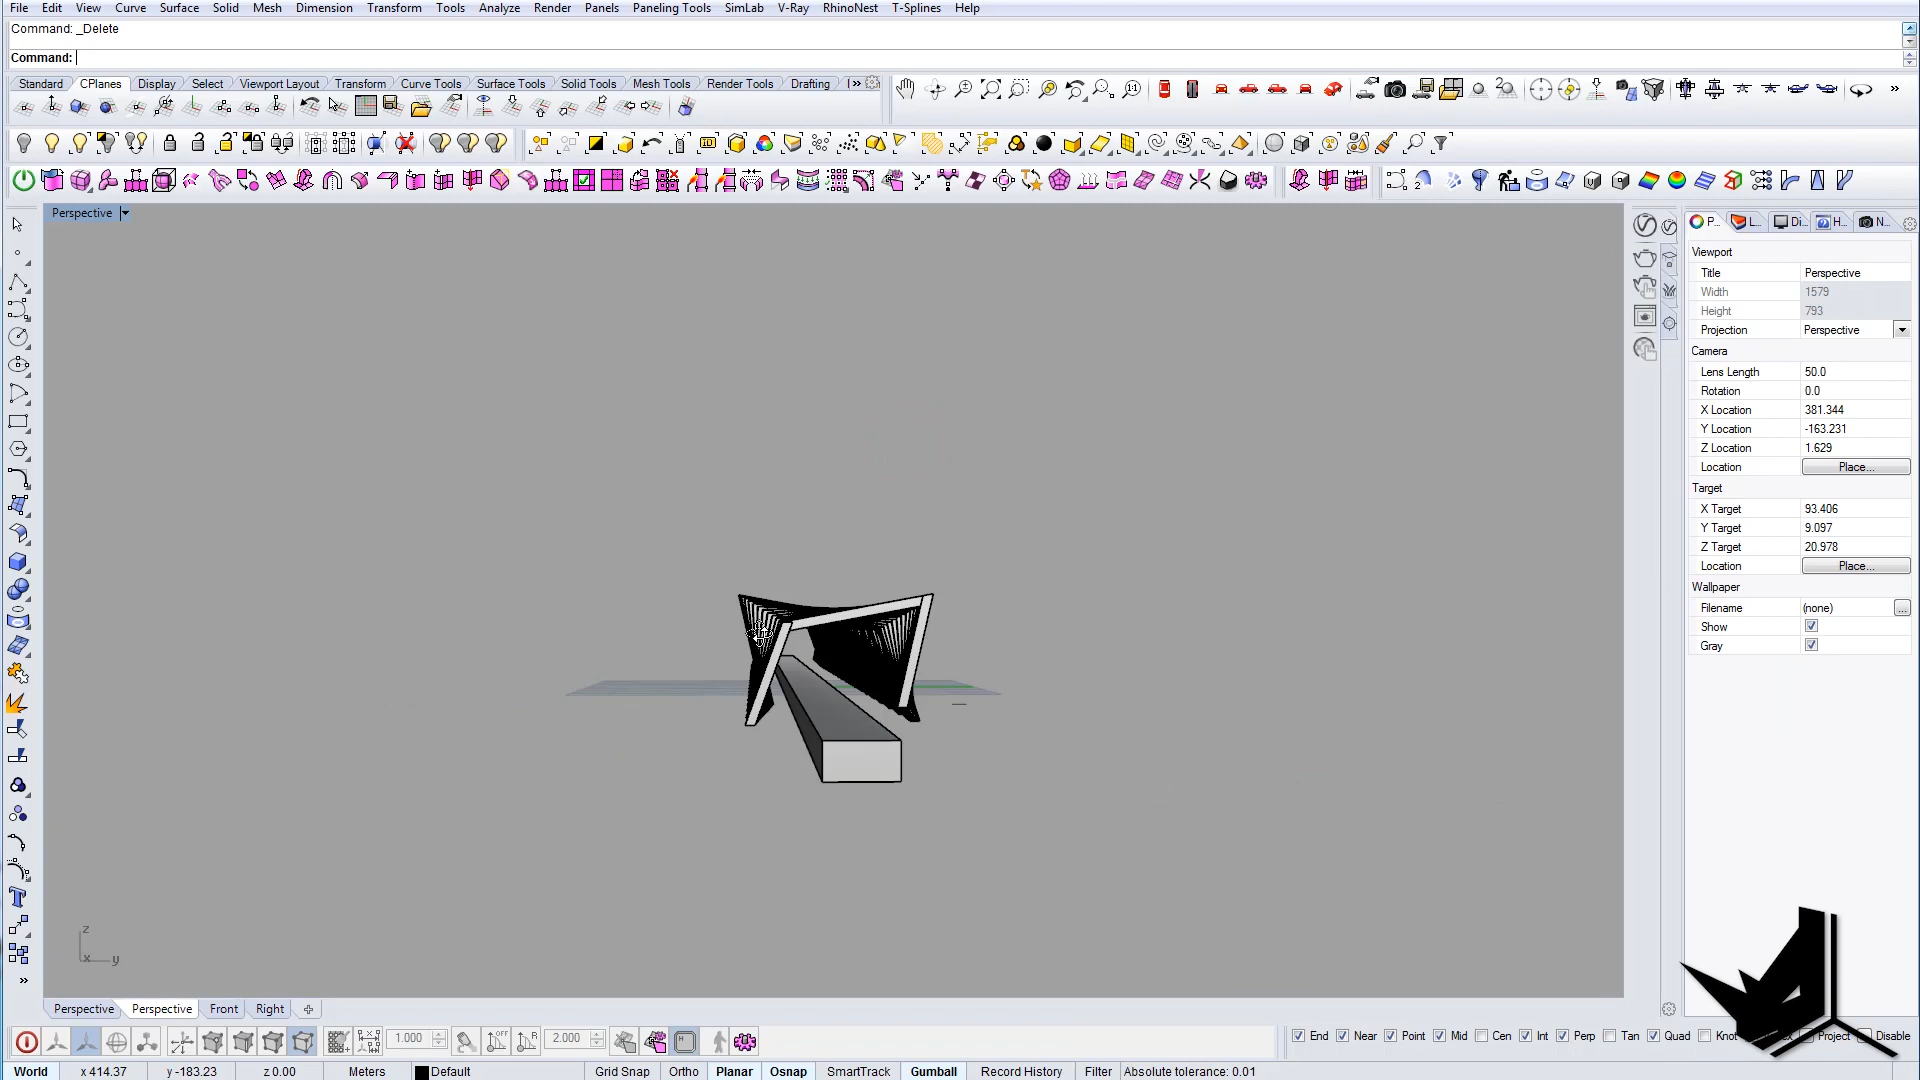 File Edit View Curve Surface Solid Mesh Dimension Transform Tools Analyze Render Panels Paneling Tools SimLab V-Ray RhinoNest T-Splines Help
Command: _Delete
Command:
Standard CPlanes Display Select Viewport Layout Transform Curve Tools Surface Tools Solid Tools Mesh Tools Render Tools Drafting
Perspective
P... L... Di... H... N...
Viewport
Title Perspective
Width 1579
Height 793
Projection Perspective
Camera
Lens Length 50.0
Rotation 0.0
X Location 381.344
Y Location -163.231
Z Location 1.629
Location Place...
Target
X Target 93.406
Y Target 9.097
Z Target 20.978
Location Place...
Wallpaper
Filename (none) ...
Show
Gray
z
x y
Perspective Perspective Front Right
1.000 2.000
End Near Point Mid Cen Int Perp Tan Quad Knot Project Disable
World x 414.37 y -183.23 z 0.00 Meters Default Grid Snap Ortho Planar Osnap SmartTrack Gumball Record History Filter Absolute tolerance: 0.01